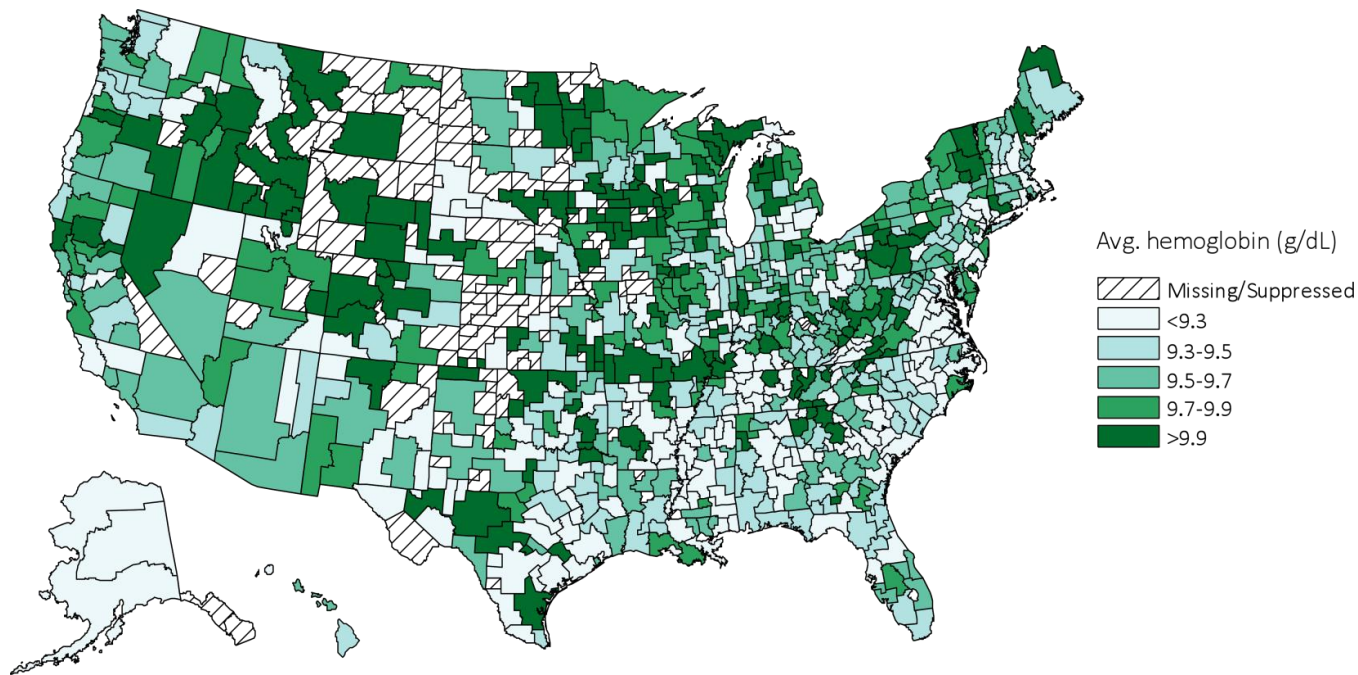 Avg. hemoglobin (g/dL)
Missing/Suppressed
<9.3
9.3-9.5
9.5-9.7
9.7-9.9
>9.9